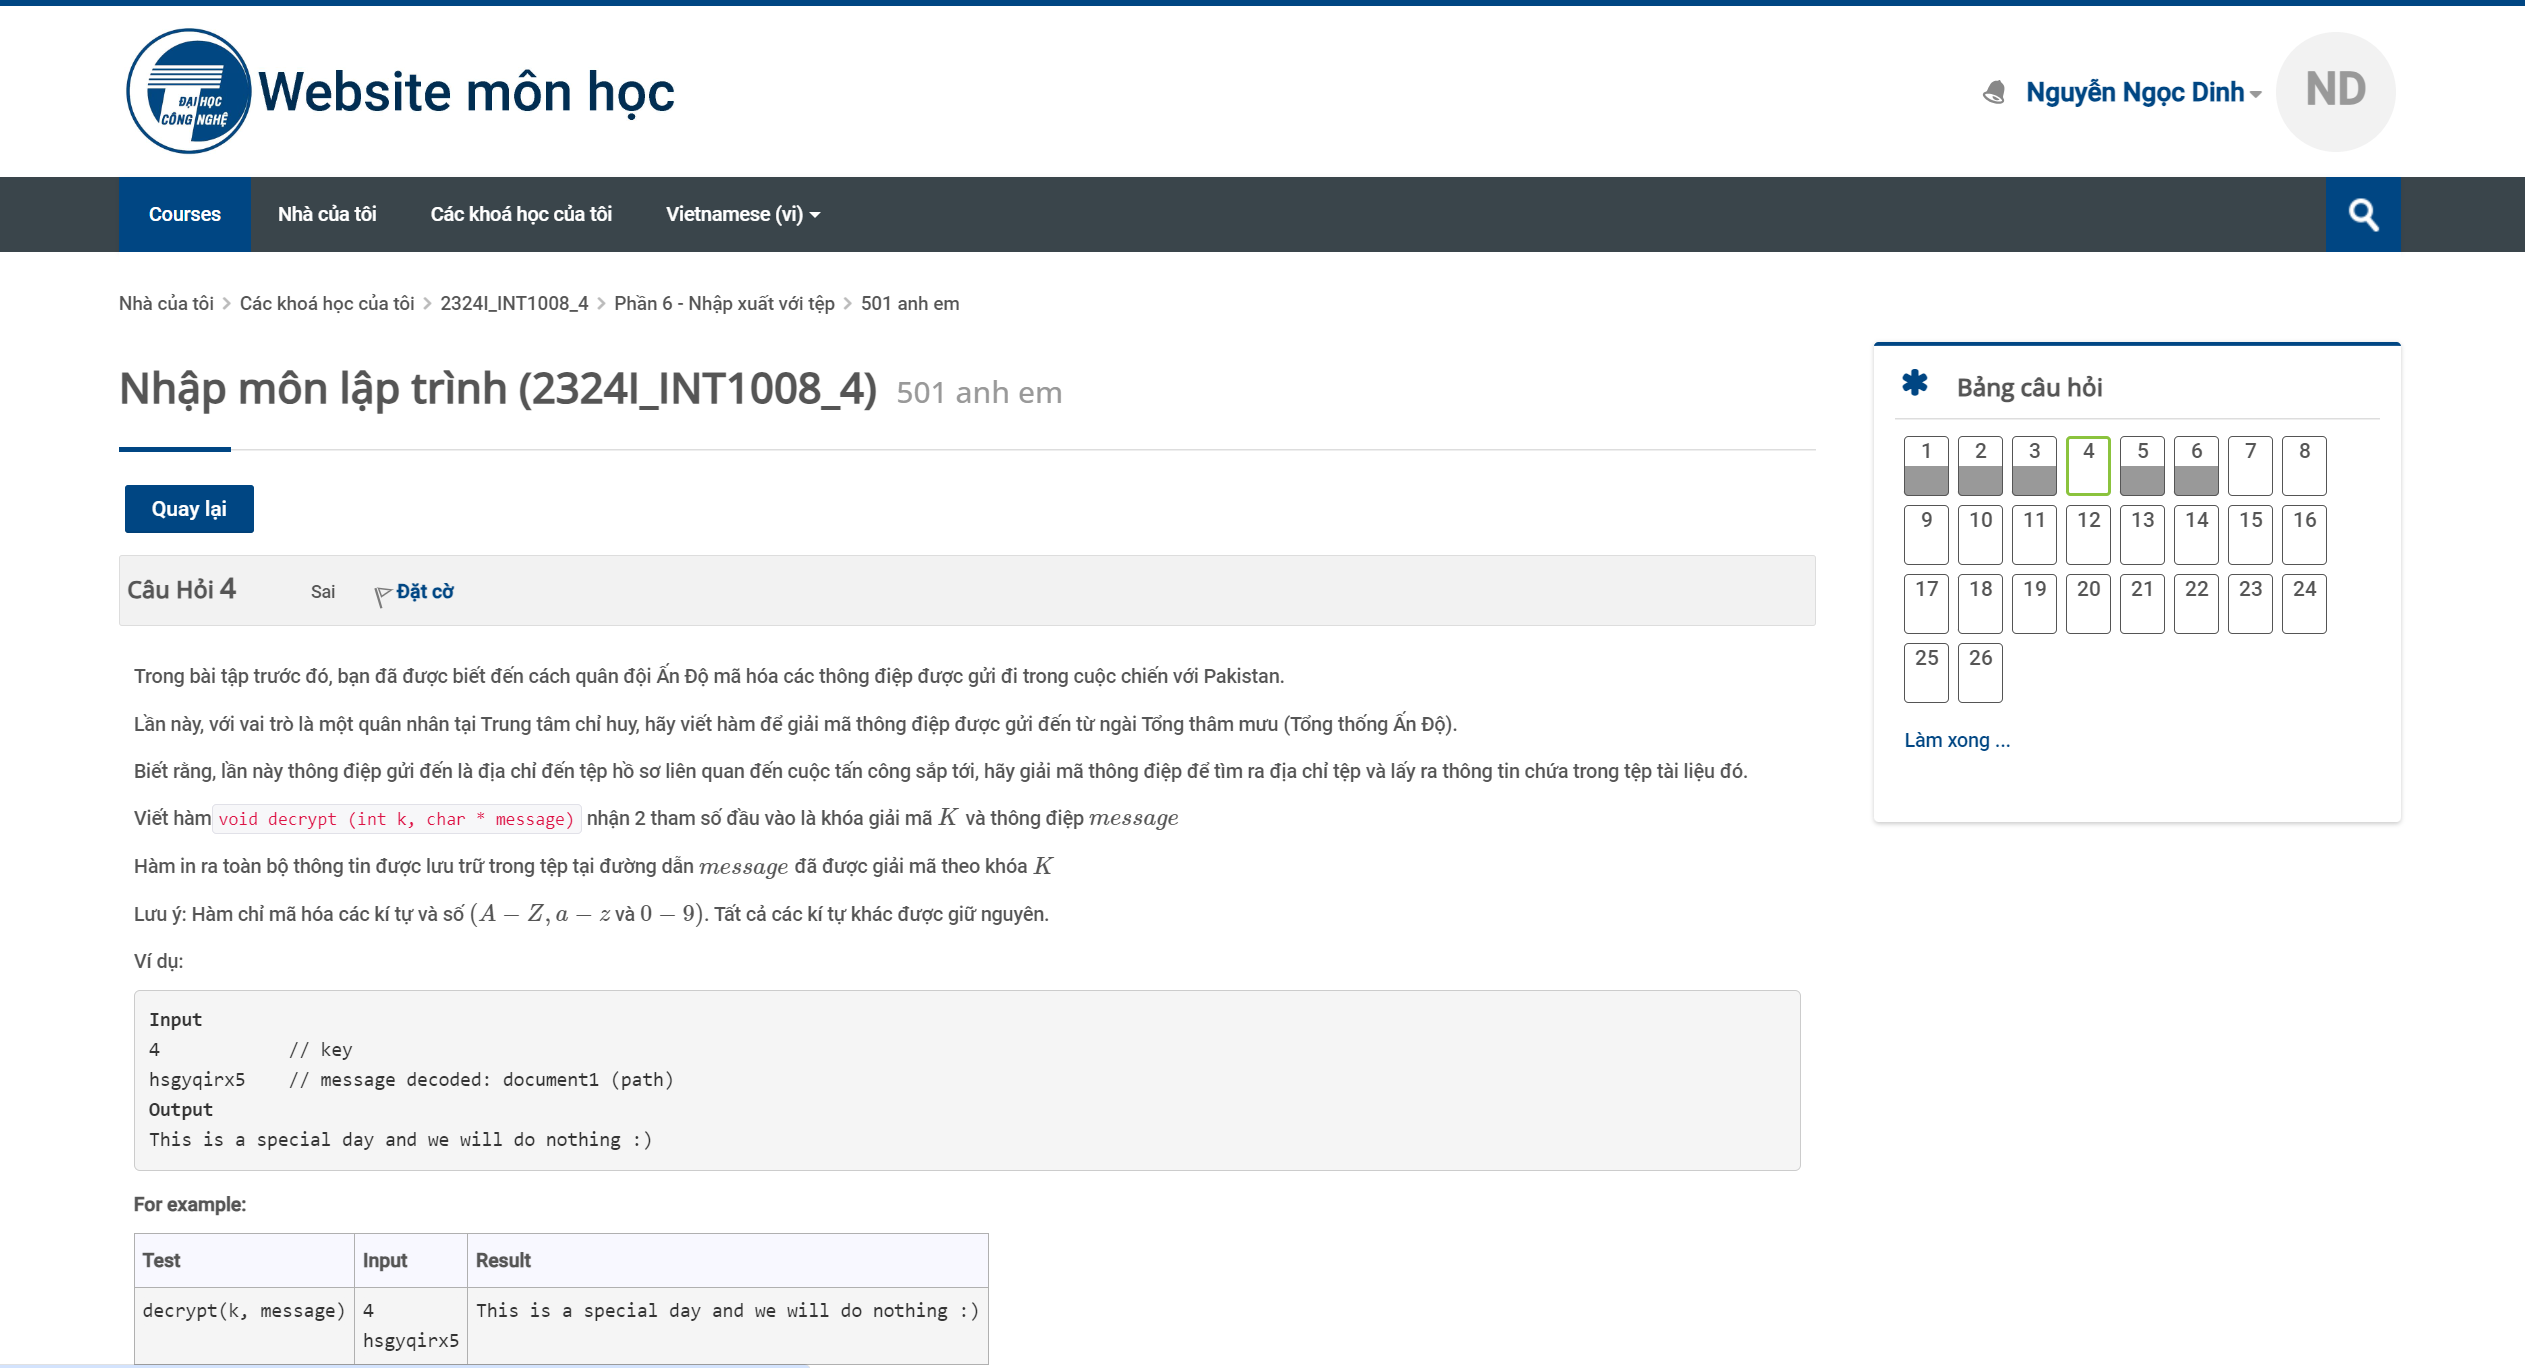 ĐẠI HỌC
CÔNG NGHỆ
Website môn học
Nguyễn Ngọc Dinh
ND
Courses
Nhà của tôi
Các khoá học của tôi
Vietnamese (vi)
Nhà của tôi > Các khoá học của tôi > 2324I_INT1008_4 > Phần 6 - Nhập xuất với tệp > 501 anh em
Nhập môn lập trình (2324I_INT1008_4) 501 anh em
Quay lại
Câu Hỏi 4
Sai
Đặt cờ
Trong bài tập trước đó, bạn đã được biết đến cách quân đội Ấn Độ mã hóa các thông điệp được gửi đi trong cuộc chiến với Pakistan.
Lần này, với vai trò là một quân nhân tại Trung tâm chỉ huy, hãy viết hàm để giải mã thông điệp được gửi đến từ ngài Tổng thâm mưu (Tổng thống Ấn Độ).
Biết rằng, lần này thông điệp gửi đến là địa chỉ đến tệp hồ sơ liên quan đến cuộc tấn công sắp tới, hãy giải mã thông điệp để tìm ra địa chỉ tệp và lấy ra thông tin chứa trong tệp tài liệu đó.
Viết hàm void decrypt (int k, char * message) nhận 2 tham số đầu vào là khóa giải mã K và thông điệp message
Hàm in ra toàn bộ thông tin được lưu trữ trong tệp tại đường dẫn message đã được giải mã theo khóa K
Lưu ý: Hàm chỉ mã hóa các kí tự và số (A − Z, a − z và 0 − 9). Tất cả các kí tự khác được giữ nguyên.
Ví dụ:
Input
4 // key
hsgyqirx5 // message decoded: document1 (path)
Output
This is a special day and we will do nothing :)
For example:
Test Input Result
decrypt(k, message) 4 This is a special day and we will do nothing :)
hsgyqirx5
Bảng câu hỏi
1 2 3 4 5 6 7 8
9 10 11 12 13 14 15 16
17 18 19 20 21 22 23 24
25 26
Làm xong ...